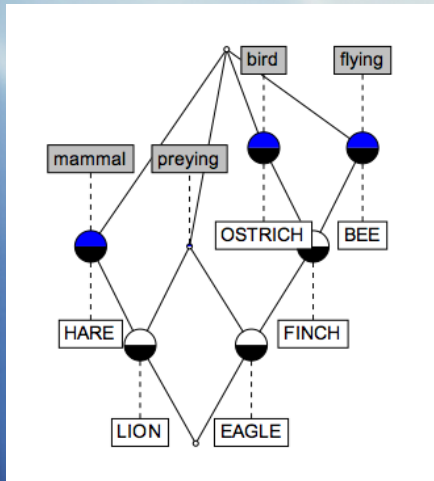 bird
flying
mammal
preying
OSTRICH
BEE
HARE
FINCH
LION
EAGLE